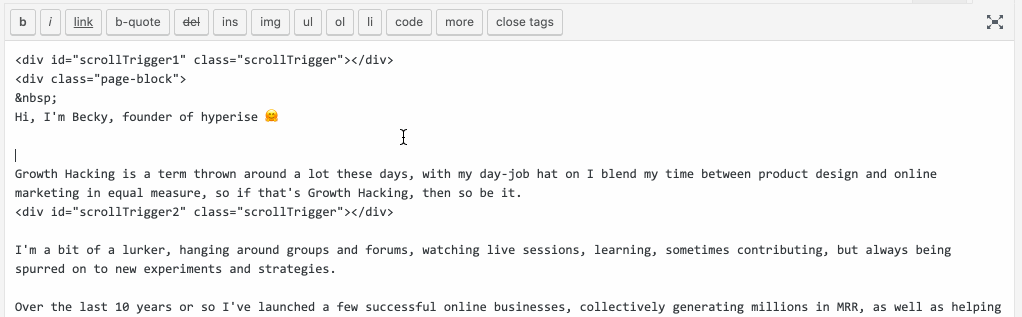 b i link b-quote del ins img ul ol li code more close tags
<div id="scrollTrigger1" class="scrollTrigger"></div>
<div class="page-block">
&nbsp;
Hi, I'm Becky, founder of hyperise 🤗
Growth Hacking is a term thrown around a lot these days, with my day-job hat on I blend my time between product design and online
marketing in equal measure, so if that's Growth Hacking, then so be it.
<div id="scrollTrigger2" class="scrollTrigger"></div>
I'm a bit of a lurker, hanging around groups and forums, watching live sessions, learning, sometimes contributing, but always being
spurred on to new experiments and strategies.
Over the last 10 years or so I've launched a few successful online businesses, collectively generating millions in MRR, as well as helping